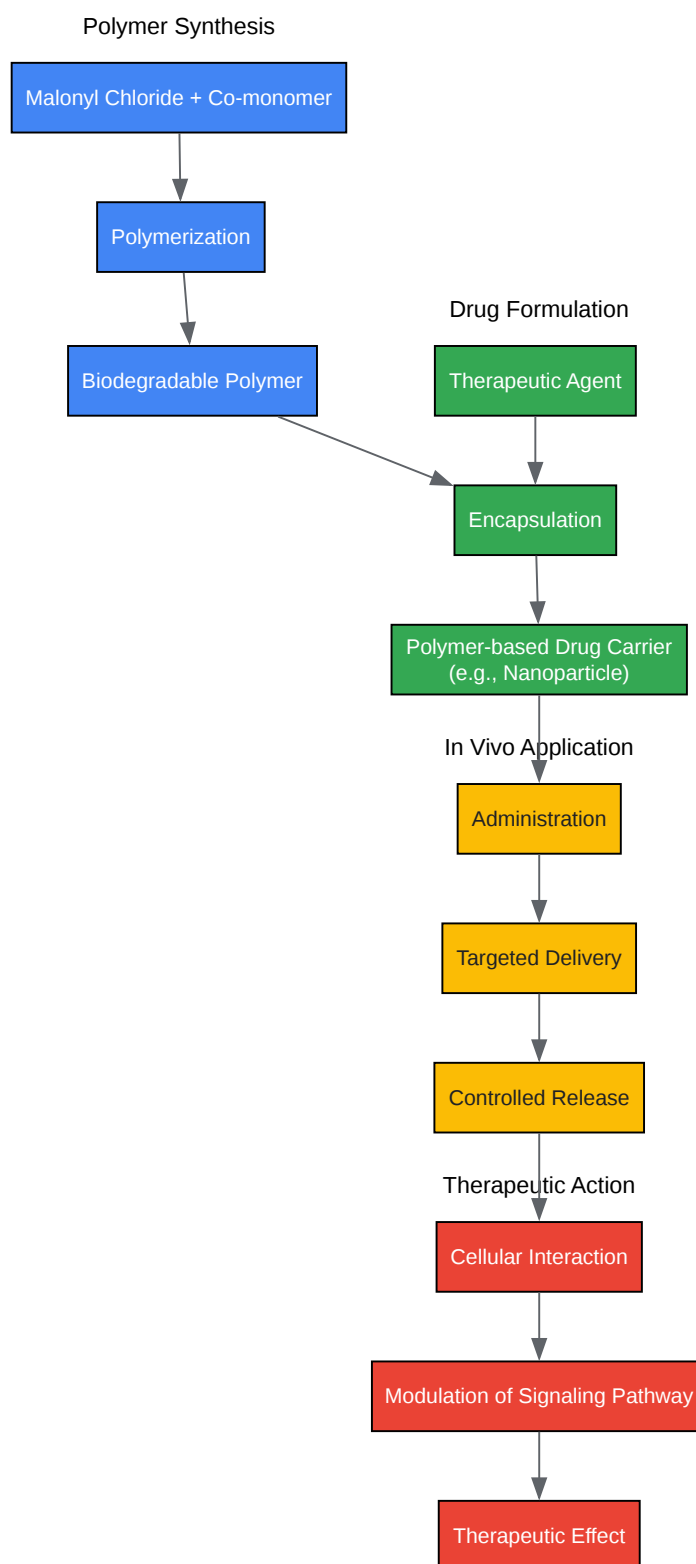 Polymer Synthesis
Malonyl Chloride + Co-monomer
Polymerization
Biodegradable Polymer
Drug Formulation
Therapeutic Agent
Encapsulation
Polymer-based Drug Carrier
(e.g., Nanoparticle)
In Vivo Application
Administration
Targeted Delivery
Controlled Release
Therapeutic Action
Cellular Interaction
Modulation of Signaling Pathway
Therapeutic Effect